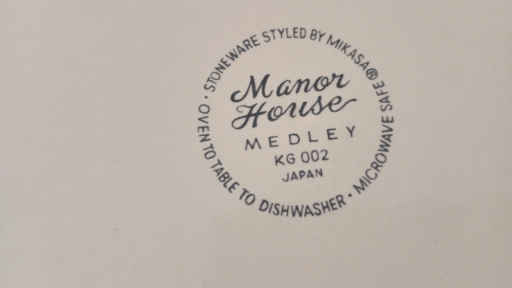 STONEWARE STYLED BY MIKASA®
Manor
House
MEDLEY
KG 002
JAPAN
• OVEN TO TABLE TO DISHWASHER • MICROWAVE SAFE •